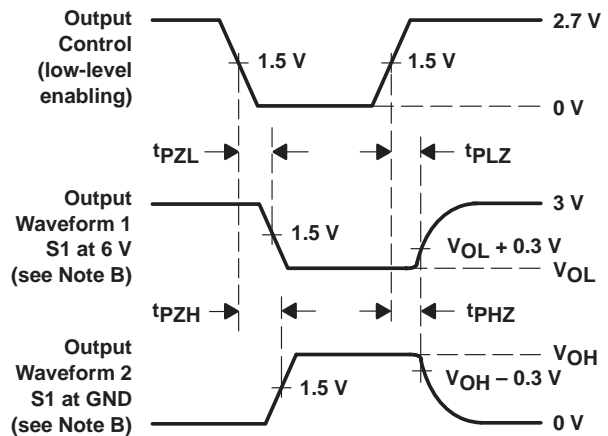 Output
Control
(low-level
enabling)
2.7 V
1.5 V
1.5 V
0 V
tPZL
tPLZ
Output
Waveform 1
S1 at 6 V
(see Note B)
3 V
1.5 V
VOL + 0.3 V
VOL
tPZH
tPHZ
Output
Waveform 2
S1 at GND
(see Note B)
VOH
VOH – 0.3 V
1.5 V
0 V